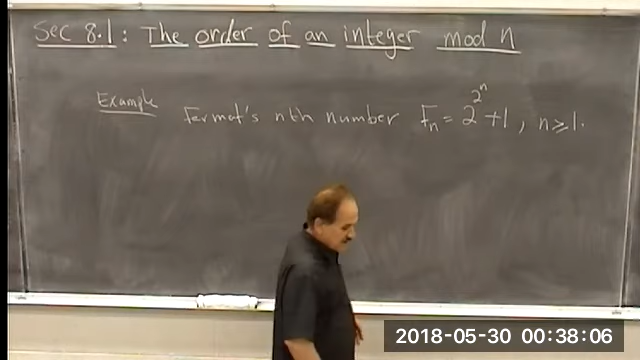 Sec 8.1: The order of an integer mod n
Example Fermat's nth number Fₙ = 2^2^n + 1, n ≥ 1.
2018-05-30 00:38:06